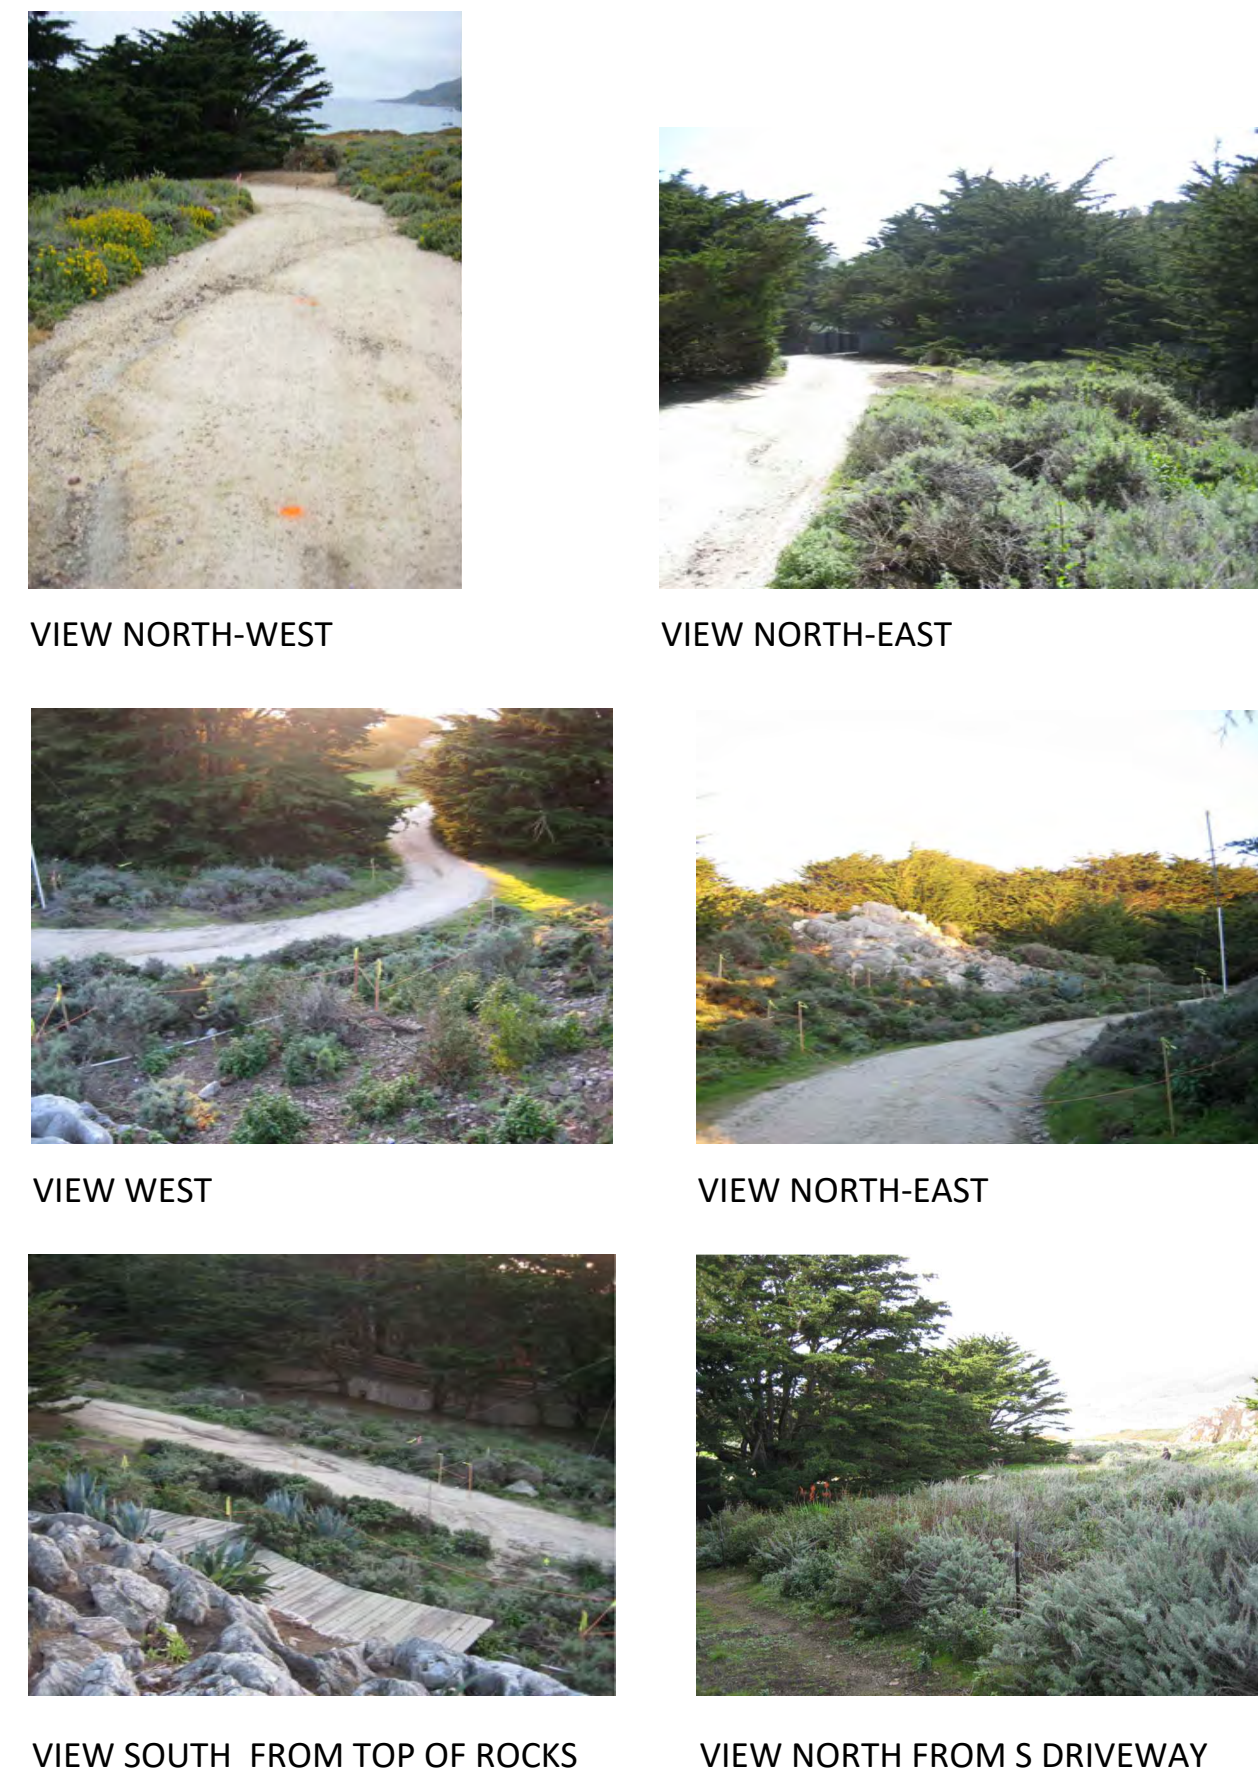 VIEW NORTH-WEST
VIEW NORTH-EAST
VIEW WEST
VIEW NORTH-EAST
VIEW SOUTH  FROM TOP OF ROCKS
VIEW NORTH FROM S DRIVEWAY